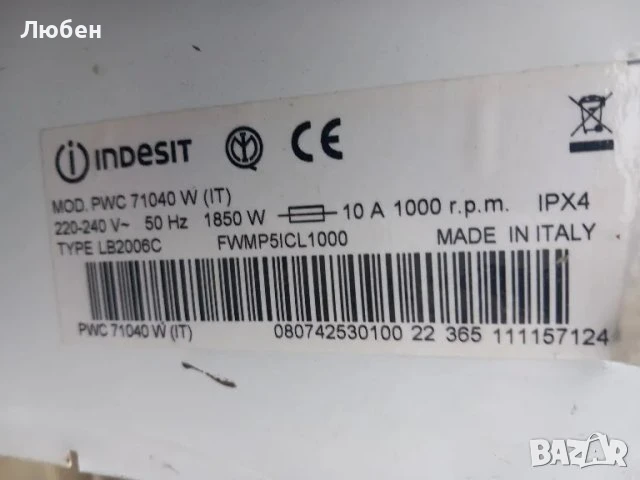 Любен
indesit
CE
MOD. PWC 71040 W (IT)
220-240 V~ 50 Hz 1850 W 10 A 1000 r.p.m. IPX4
TYPE LB2006C FWMP5ICL1000 MADE IN ITALY
PWC 71040 W (IT) 080742530100 22 365 111157124
BAZAR